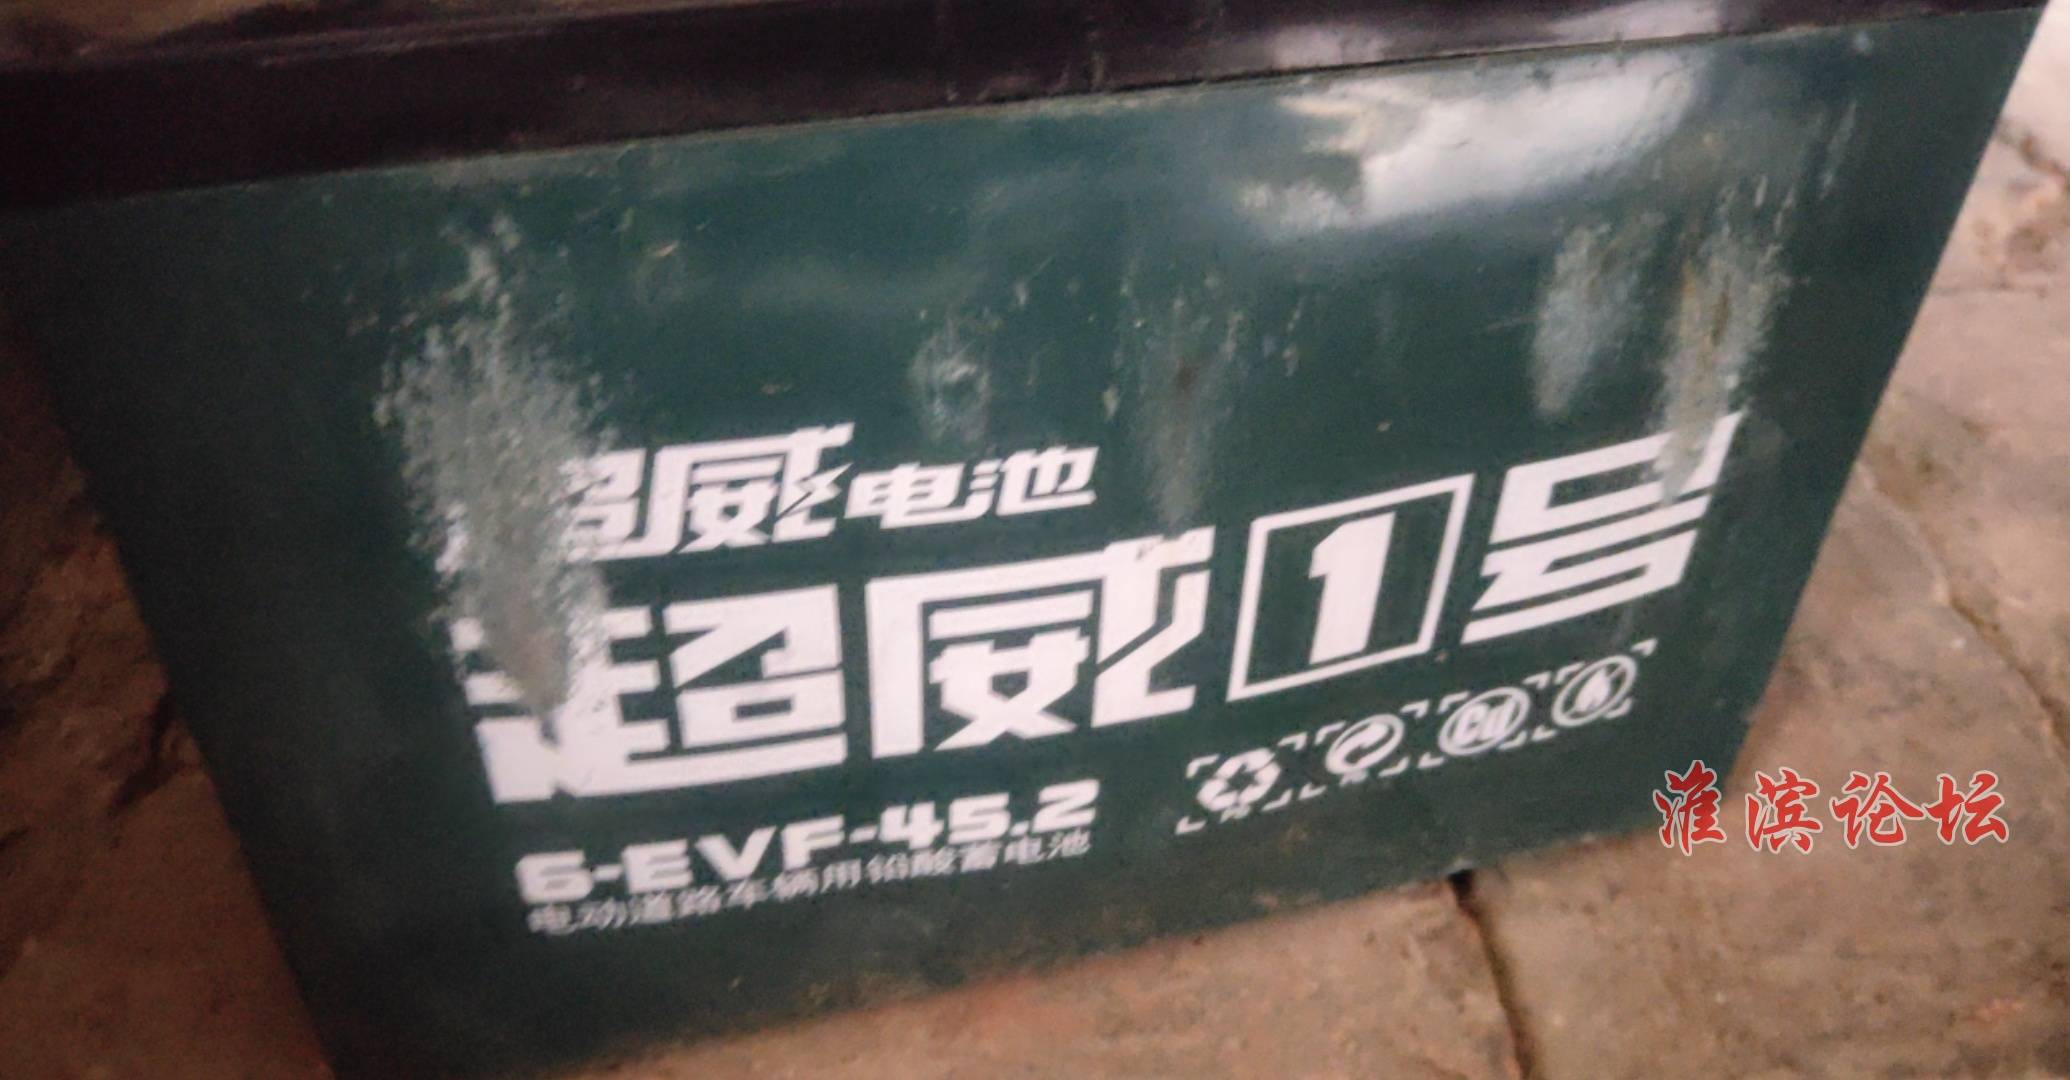 超威电池
超威1号
6-EVF-45.2
电动道路车辆用铅酸蓄电池
淮滨论坛